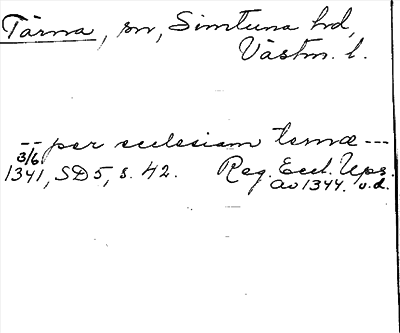 Tärna, sn, Simtuna hd,
Västm. l.
-- per ecclesiam terna ---
3/6
1341, SD 5, s. 42. Reg. Eccl. Ups.
av 1344. o.d.